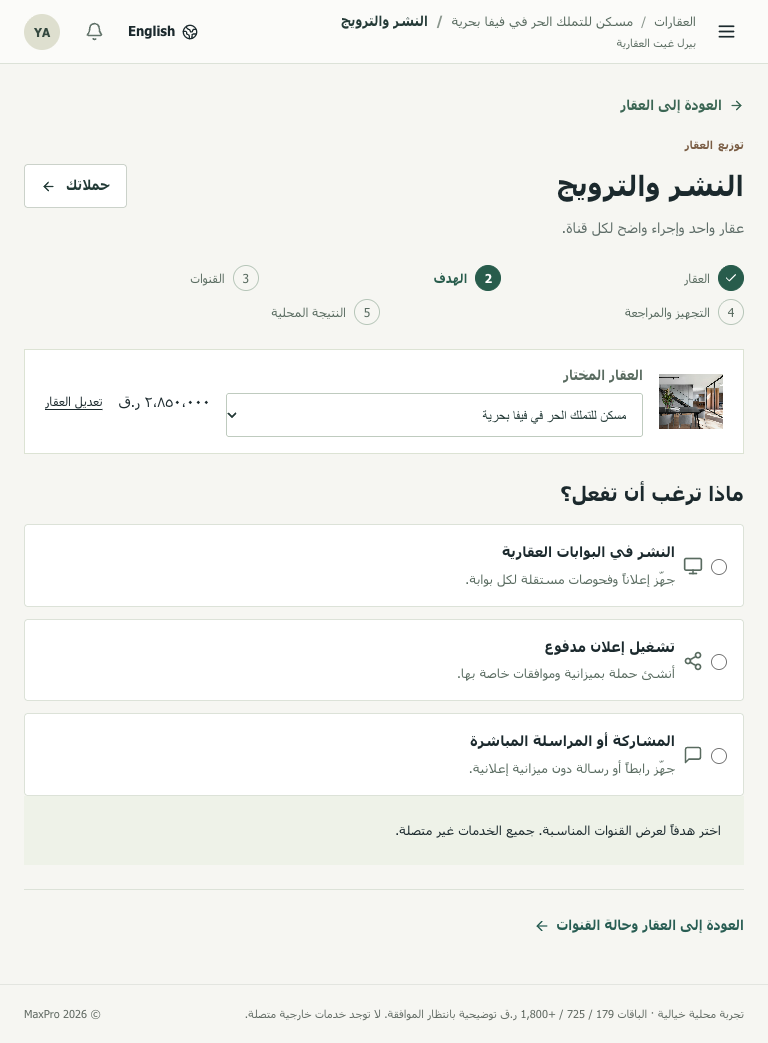 العقارات / مسكن للتملك الحر في فيفا بحرية / النشر والترويج
بيرل غيت العقارية
English
YA
العودة إلى العقار
توزيع العقار
النشر والترويج
عقار واحد وإجراء واضح لكل قناة.
حملاتك
العقار
2 الهدف
3 القنوات
4 التجهيز والمراجعة
5 النتيجة المحلية
العقار المختار
مسكن للتملك الحر في فيفا بحرية
٢٬٨٥٠٬٠٠٠ ر.ق
تعديل العقار
ماذا ترغب أن تفعل؟
النشر في البوابات العقارية
جهّز إعلاناً وفحوصات مستقلة لكل بوابة.
تشغيل إعلان مدفوع
أنشئ حملة بميزانية وموافقات خاصة بها.
المشاركة أو المراسلة المباشرة
جهّز رابطاً أو رسالة دون ميزانية إعلانية.
اختر هدفاً لعرض القنوات المناسبة. جميع الخدمات غير متصلة.
العودة إلى العقار وحالة القنوات
تجربة محلية خيالية · الباقات 179 / 725 / +1,800 ر.ق توضيحية بانتظار الموافقة. لا توجد خدمات خارجية متصلة.
© 2026 MaxPro